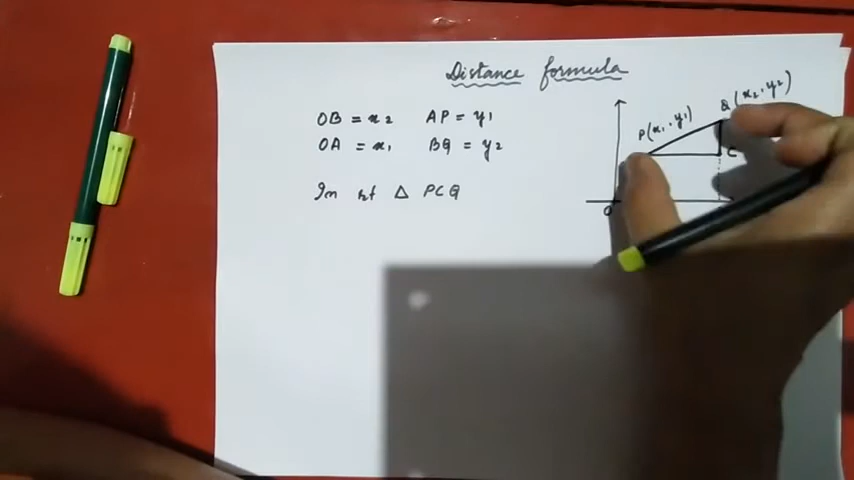 Distance formula
OB = x2 AP = y1
OA = x1 BQ = y2
In rt Δ PCQ
Q(x2, y2)
P(x1, y1)
C
O